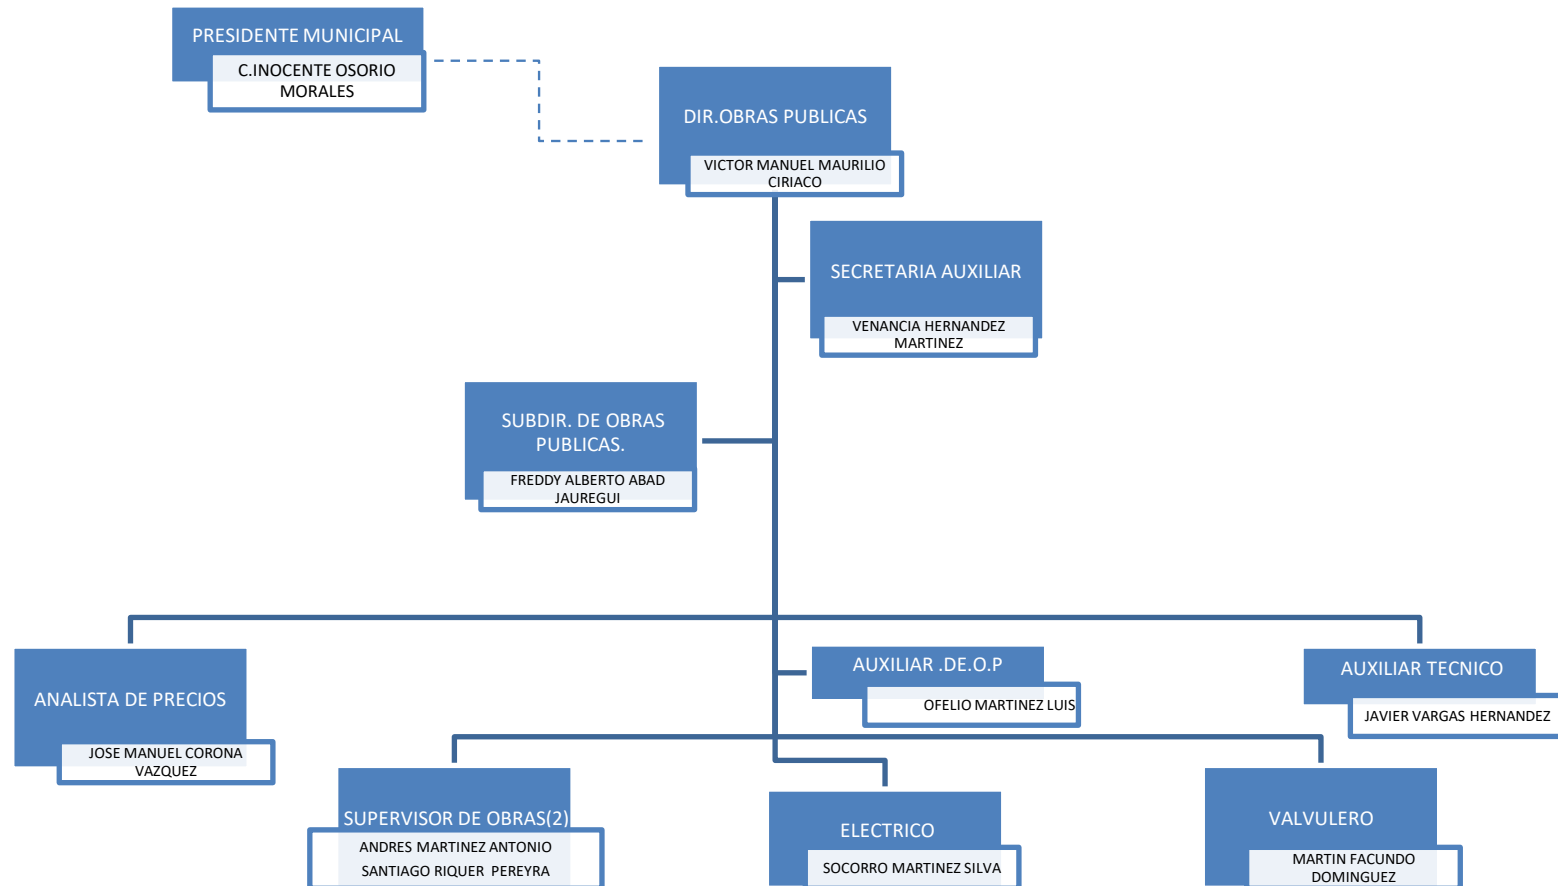 PRESIDENTE MUNICIPAL
C.INOCENTE OSORIO
MORALES
DIR.OBRAS PUBLICAS
VICTOR MANUEL MAURILIO
CIRIACO
SECRETARIA AUXILIAR
VENANCIA HERNANDEZ
MARTINEZ
SUBDIR. DE OBRAS
PUBLICAS.
FREDDY ALBERTO ABAD
JAUREGUI
ANALISTA DE PRECIOS
JOSE MANUEL CORONA
VAZQUEZ
AUXILIAR .DE.O.P
OFELIO MARTINEZ LUIS
AUXILIAR TECNICO
JAVIER VARGAS HERNANDEZ
SUPERVISOR DE OBRAS(2)
ANDRES MARTINEZ ANTONIO
SANTIAGO RIQUER PEREYRA
ELECTRICO
SOCORRO MARTINEZ SILVA
VALVULERO
MARTIN FACUNDO
DOMINGUEZ